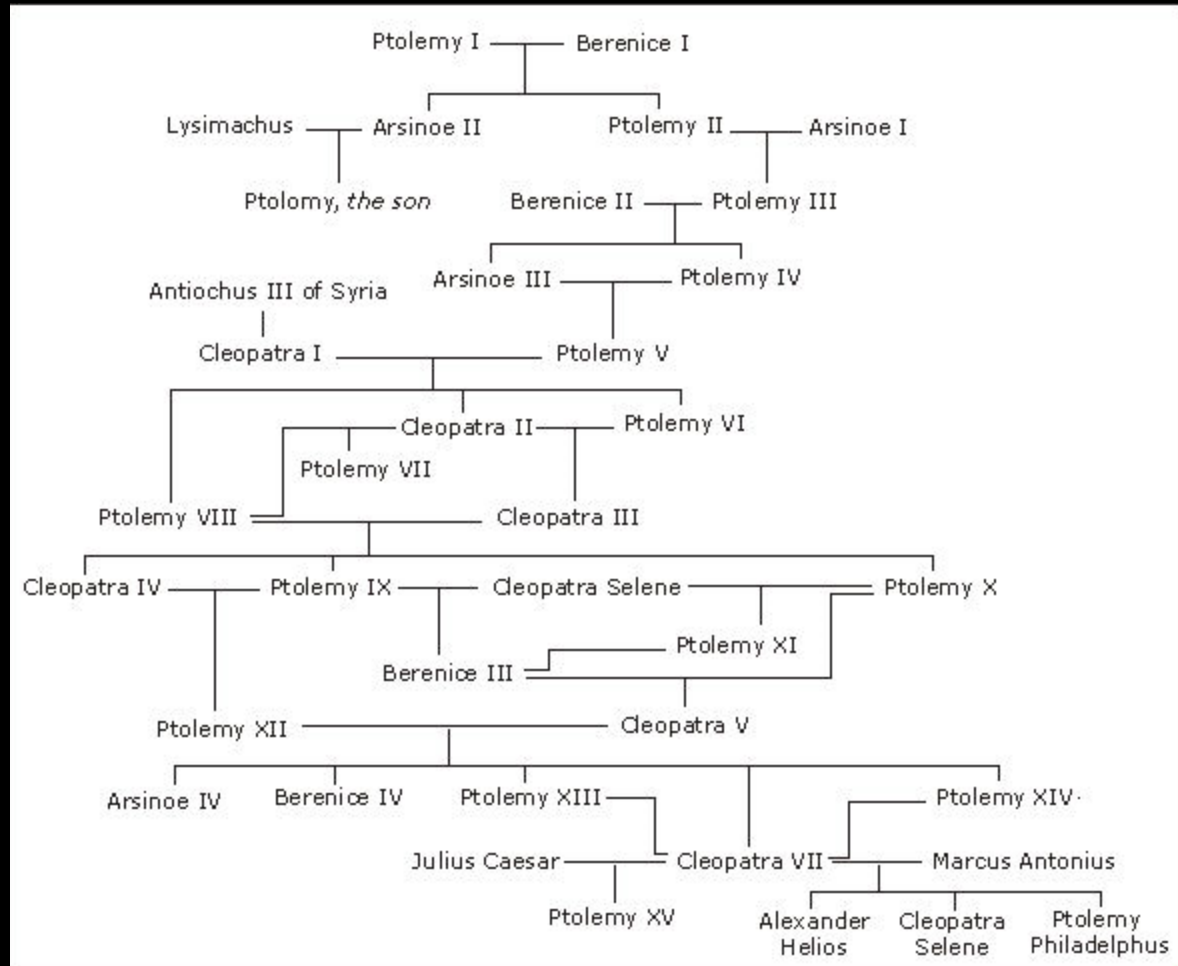 Ptolemy I Berenice I
Lysimachus Arsinoe II Ptolemy II Arsinoe I
Ptolomy, the son Berenice II Ptolemy III
Arsinoe III Ptolemy IV
Antiochus III of Syria
Cleopatra I Ptolemy V
Cleopatra II Ptolemy VI
Ptolemy VII
Ptolemy VIII Cleopatra III
Cleopatra IV Ptolemy IX Cleopatra Selene Ptolemy X
Ptolemy XI
Berenice III
Ptolemy XII Cleopatra V
Arsinoe IV Berenice IV Ptolemy XIII Ptolemy XIV
Julius Caesar Cleopatra VII Marcus Antonius
Ptolemy XV
Alexander Helios
Cleopatra Selene
Ptolemy Philadelphus